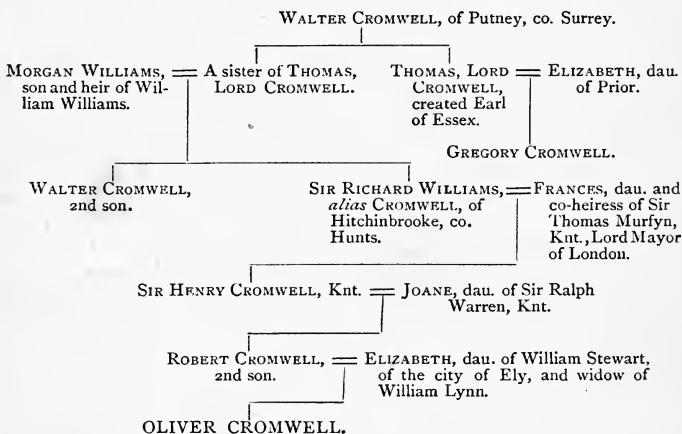 WALTER CROMWELL, of Putney, co. Surrey.
MORGAN WILLIAMS,
son and heir of Wil-
liam Williams.
A sister of THOMAS,
LORD CROMWELL.
THOMAS, LORD
CROMWELL,
created Earl
of Essex.
ELIZABETH, dau.
of Prior.
GREGORY CROMWELL.
WALTER CROMWELL,
2nd son.
SIR RICHARD WILLIAMS,
alias CROMWELL, of
Hitchinbrooke, co.
Hunts.
FRANCES, dau. and
co-heiress of Sir
Thomas Murfyn,
Knt., Lord Mayor
of London.
SIR HENRY CROMWELL, Knt.
JOANE, dau. of Sir Ralph
Warren, Knt.
ROBERT CROMWELL,
2nd son.
ELIZABETH, dau. of William Stewart,
of the city of Ely, and widow of
William Lynn.
OLIVER CROMWELL.